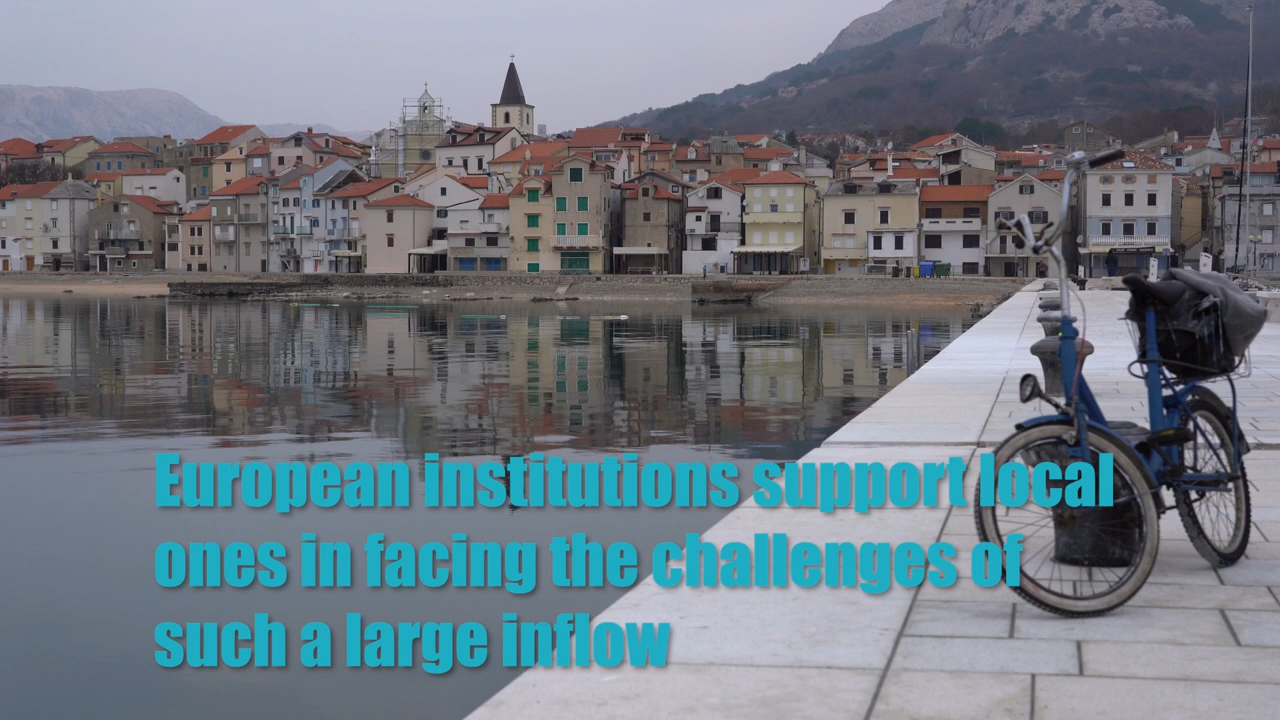 European institutions support local
ones in facing the challenges of
such a large inflow